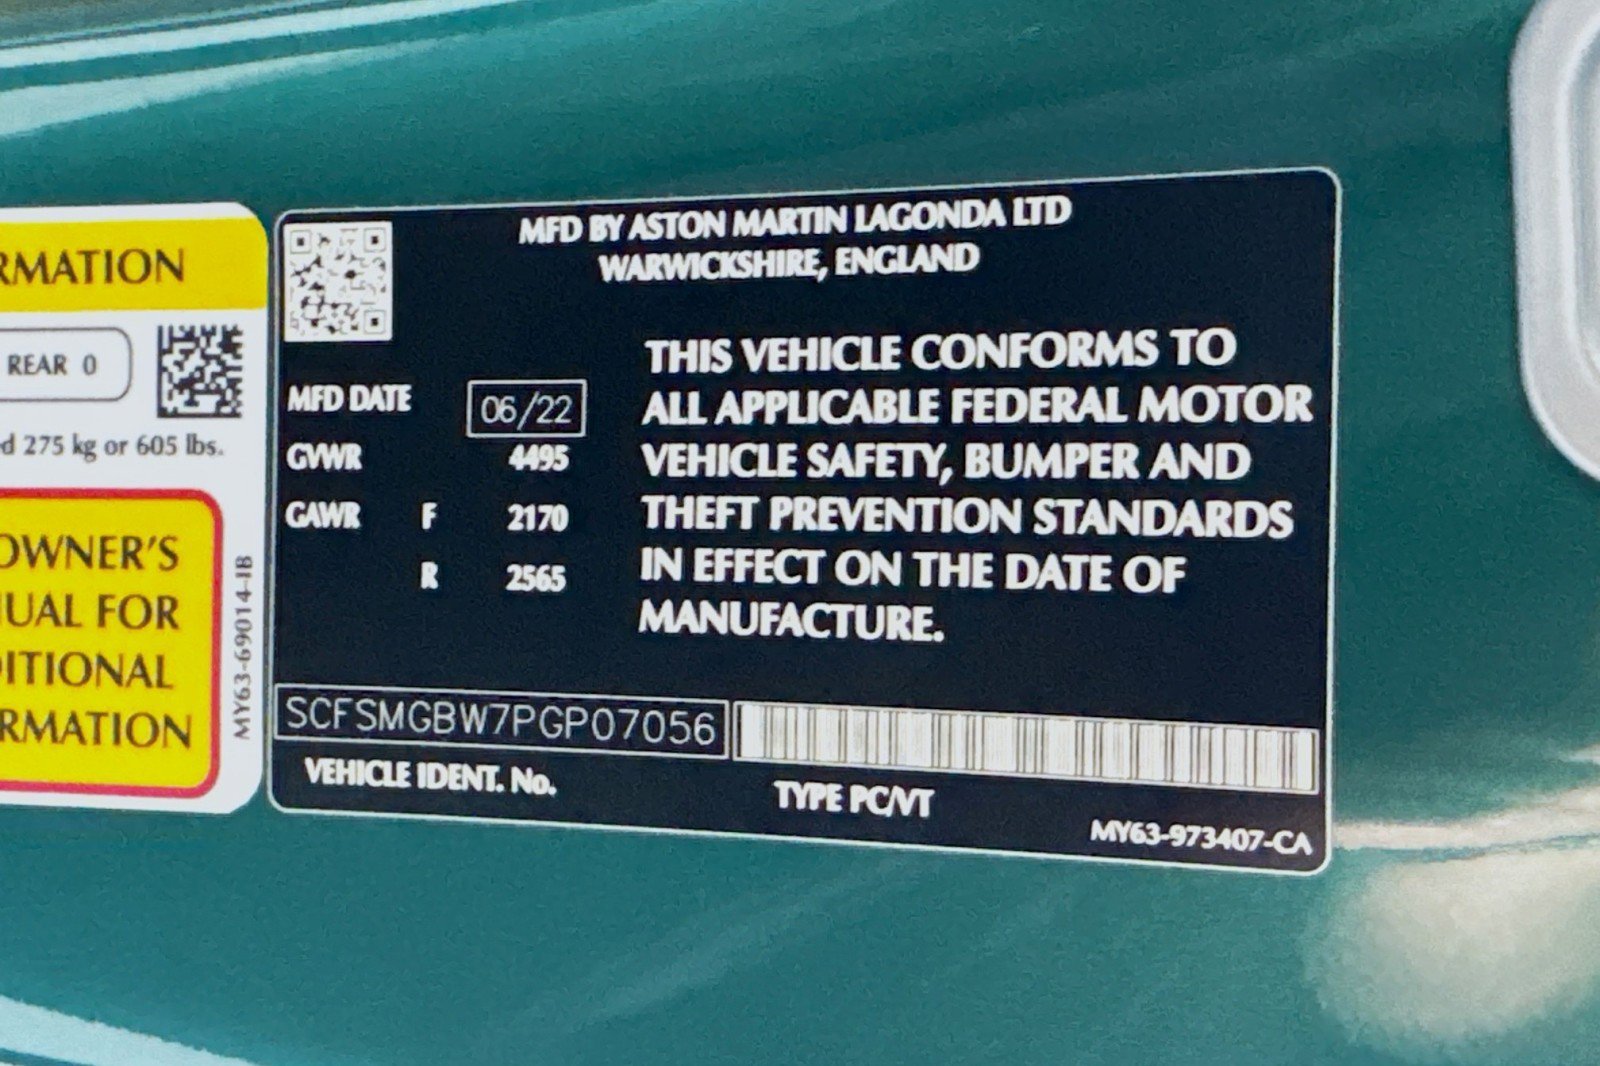 RMATION
REAR 0
d 275 kg or 605 lbs.
OWNER'S
UAL FOR
ITIONAL
RMATION
MY63-69014-JB
MFD BY ASTON MARTIN LAGONDA LTD
WARWICKSHIRE, ENGLAND
MFD DATE 06/22
GVWR 4495
GAWR F 2170
R 2565
THIS VEHICLE CONFORMS TO
ALL APPLICABLE FEDERAL MOTOR
VEHICLE SAFETY, BUMPER AND
THEFT PREVENTION STANDARDS
IN EFFECT ON THE DATE OF
MANUFACTURE.
SCFSMGBW7PGP07056
VEHICLE IDENT. No.
TYPE PC/VT
MY63-973407-CA